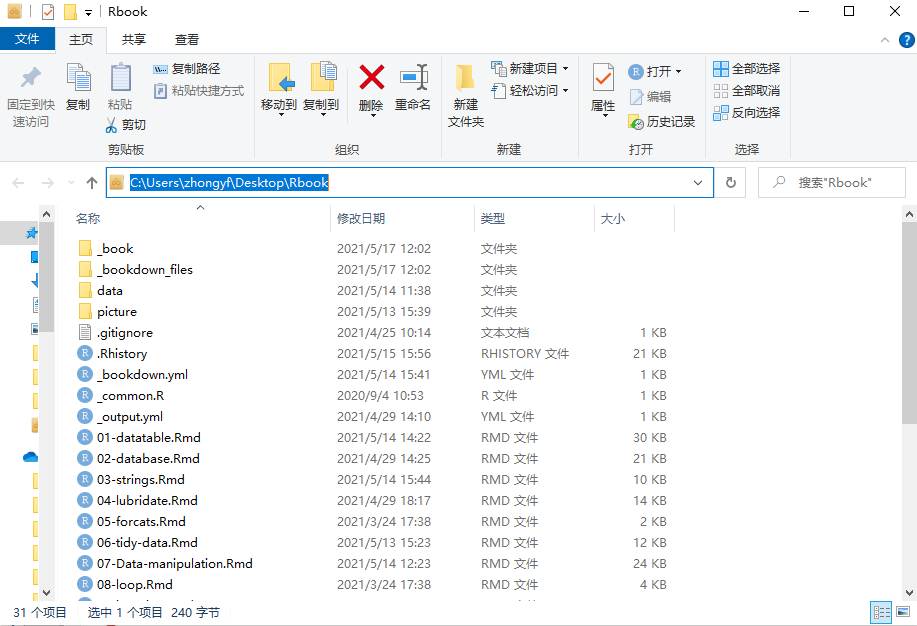 Rbook
文件 主页 共享 查看
固定到快速访问
复制
粘贴
复制路径
粘贴快捷方式
剪切
剪贴板
移动到 复制到 删除 重命名
组织
新建文件夹
新建项目
轻松访问
新建
属性
打开
编辑
历史记录
打开
全部选择
全部取消
反向选择
选择
C:\Users\zhongyf\Desktop\Rbook
搜索"Rbook"
名称 修改日期 类型 大小
_book 2021/5/17 12:02 文件夹
_bookdown_files 2021/5/17 12:02 文件夹
data 2021/5/14 11:38 文件夹
picture 2021/5/13 15:39 文件夹
.gitignore 2021/4/25 10:14 文本文档 1 KB
.Rhistory 2021/5/15 15:56 RHISTORY 文件 21 KB
_bookdown.yml 2021/5/14 15:41 YML 文件 1 KB
_common.R 2020/9/4 10:53 R 文件 1 KB
_output.yml 2021/4/29 14:10 YML 文件 1 KB
01-datatable.Rmd 2021/5/14 14:22 RMD 文件 30 KB
02-database.Rmd 2021/4/29 14:25 RMD 文件 21 KB
03-strings.Rmd 2021/5/14 15:44 RMD 文件 10 KB
04-lubridate.Rmd 2021/4/29 18:17 RMD 文件 14 KB
05-forcats.Rmd 2021/3/24 17:38 RMD 文件 2 KB
06-tidy-data.Rmd 2021/5/13 15:23 RMD 文件 12 KB
07-Data-manipulation.Rmd 2021/5/14 12:23 RMD 文件 24 KB
08-loop.Rmd 2021/3/24 17:38 RMD 文件 4 KB
31 个项目 选中 1 个项目 240 字节